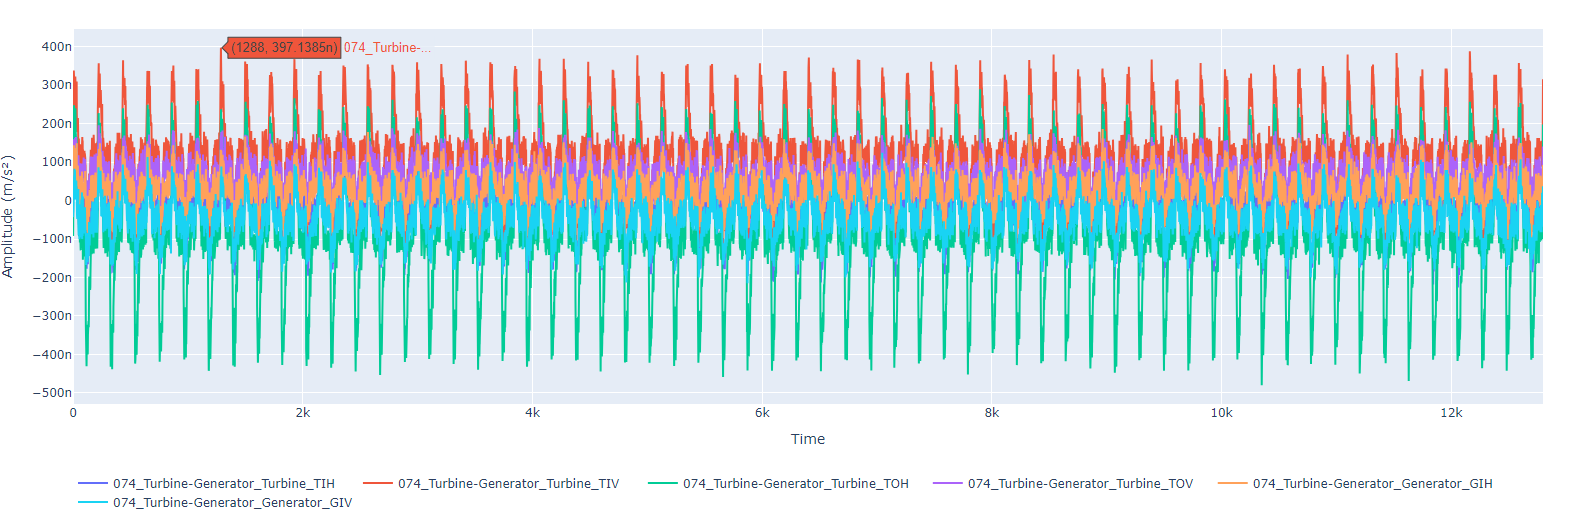 Amplitude (m/s²)
400n
300n
200n
100n
0
−100n
−200n
−300n
−400n
−500n
(1288, 397.1385n) 074_Turbine-...
0 2k 4k 6k 8k 10k 12k
Time
074_Turbine-Generator_Turbine_TIH 074_Turbine-Generator_Turbine_TIV 074_Turbine-Generator_Turbine_TOH 074_Turbine-Generator_Turbine_TOV 074_Turbine-Generator_Generator_GIH
074_Turbine-Generator_Generator_GIV